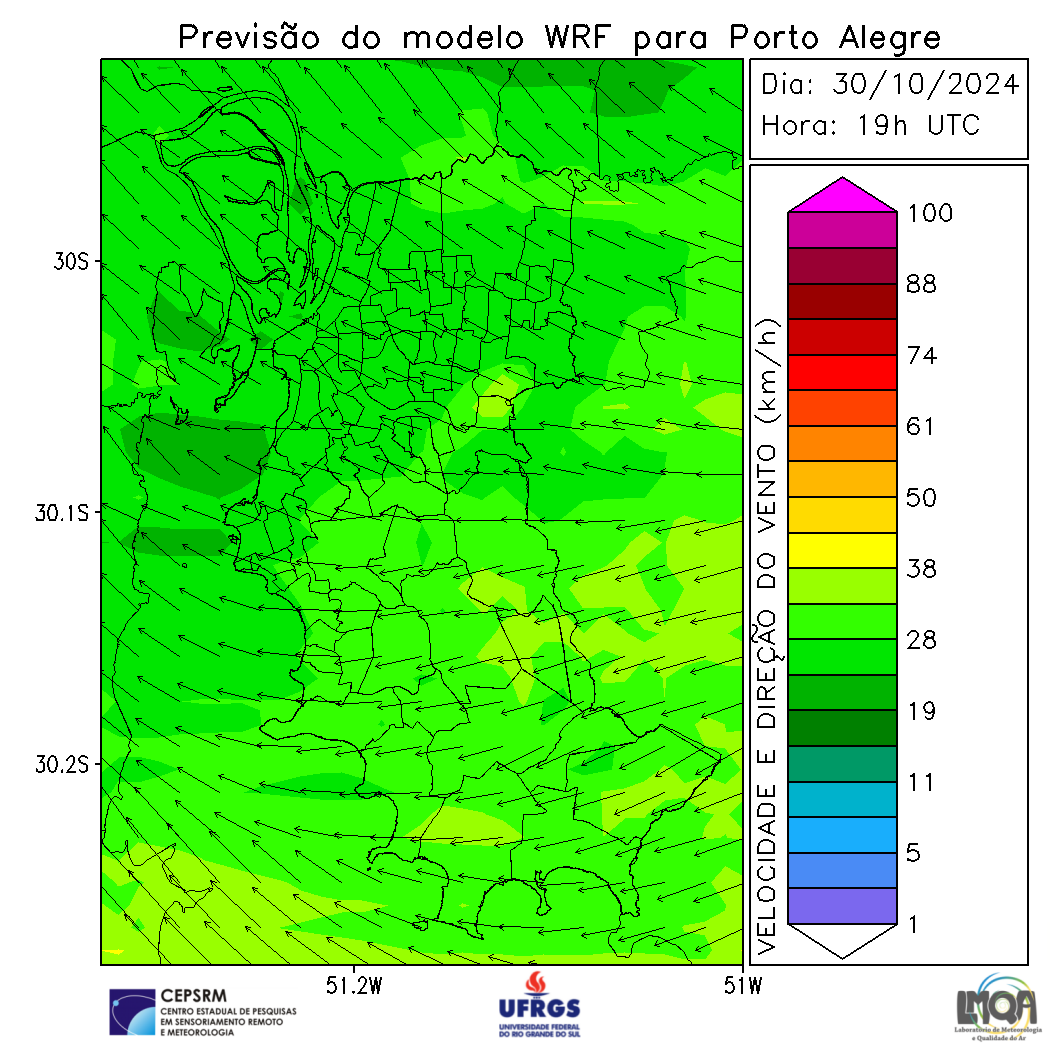 Previsão do modelo WRF para Porto Alegre
Dia: 30/10/2024
Hora: 19h UTC
30S
30.1S
30.2S
51.2W
51W
VELOCIDADE E DIREÇÃO DO VENTO (km/h)
100
88
74
61
50
38
28
19
11
5
1
CEPSRM
CENTRO ESTADUAL DE PESQUISAS
EM SENSORIAMENTO REMOTO
E METEOROLOGIA
UFRGS
UNIVERSIDADE FEDERAL
DO RIO GRANDE DO SUL
LMQA
Laboratório de Meteorologia
e Qualidade do Ar